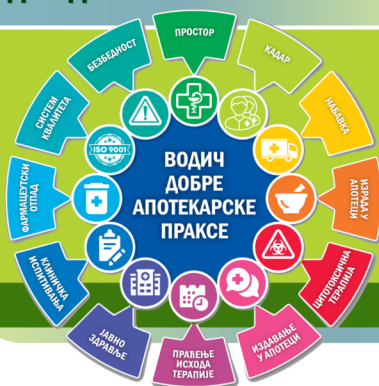 ВОДИЧ
ДОБРЕ
АПОТЕКАРСКЕ
ПРАКСЕ
ПРОСТОР
КАДАР
НАБАВКА
ИЗРАДА У
АПОТЕЦИ
ЦИТОТОКСИЧНА
ТЕРАПИЈА
ИЗДАВАЊЕ
У АПОТЕЦИ
ПРАЋЕЊЕ
ИСХОДА
ТЕРАПИЈЕ
ЈАВНО
ЗДРАВЉЕ
КЛИНИЧКА
ИСПИТИВАЊА
ФАРМАЦЕУТСКИ
ОТПАД
СИСТЕМ
КВАЛИТЕТА
ISO 9001
БЕЗБЕДНОСТ